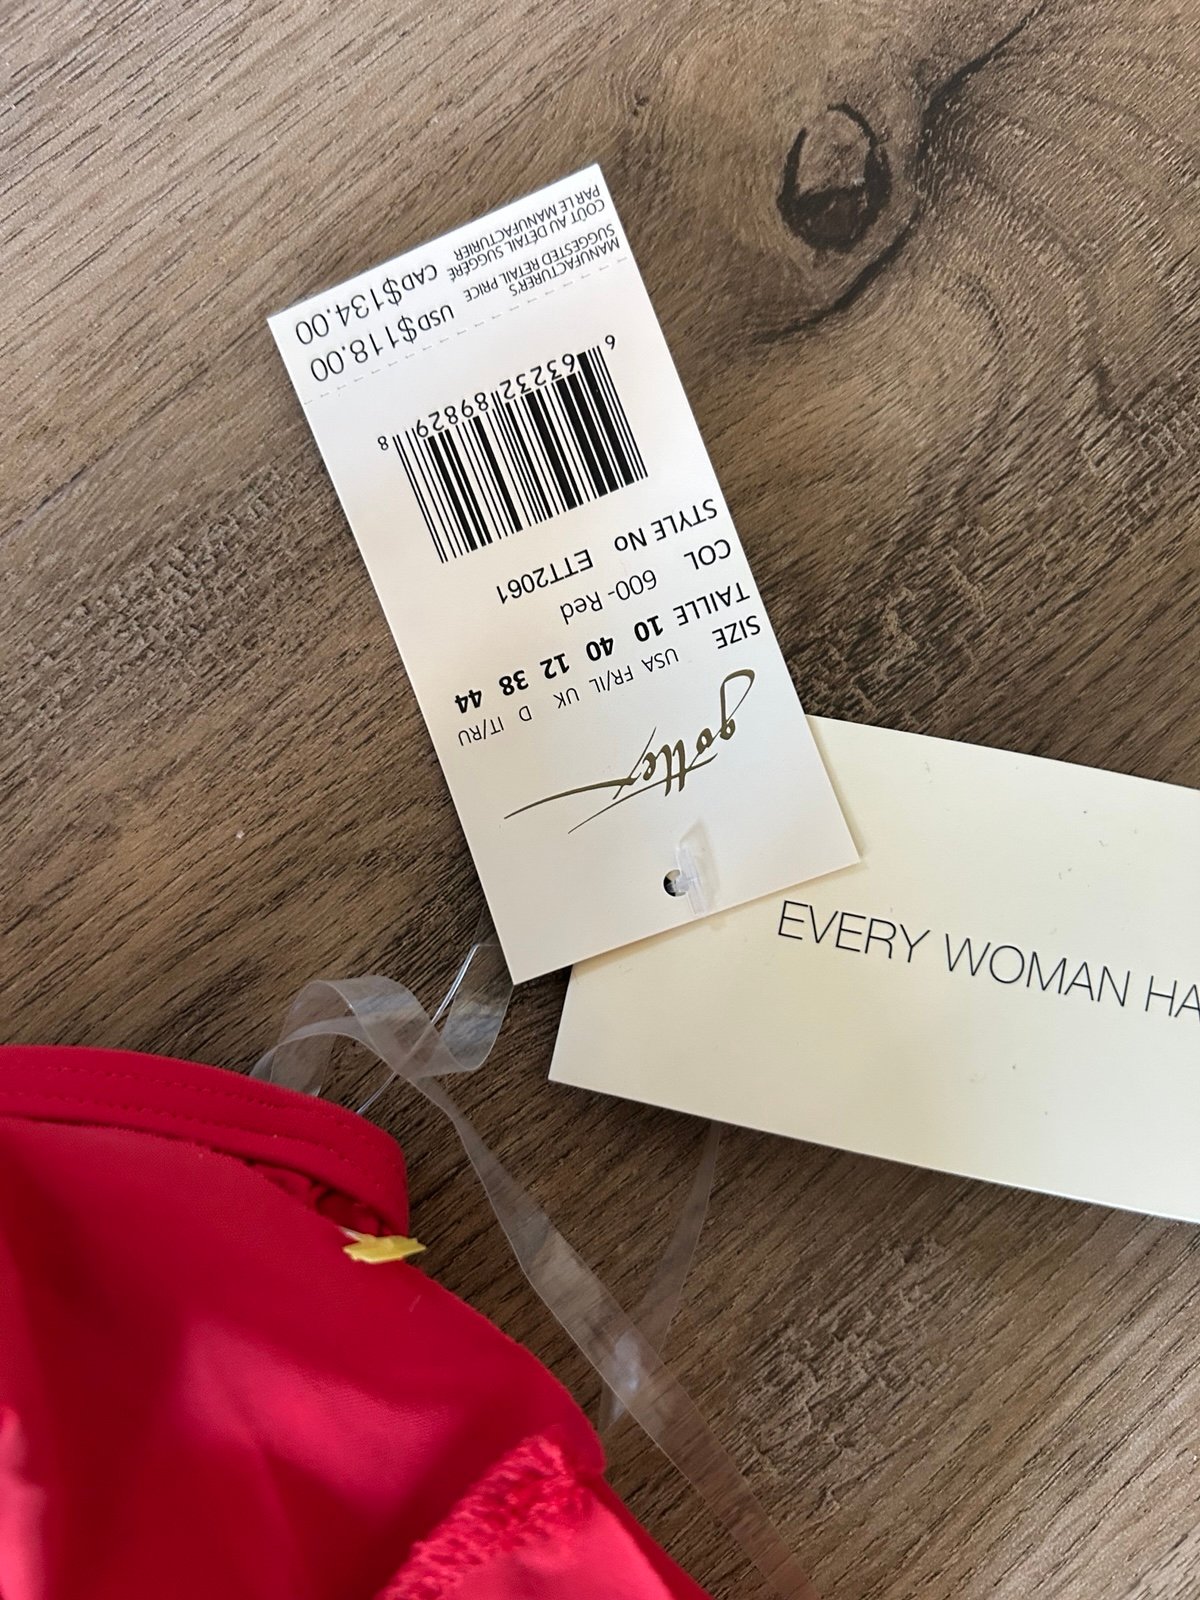 gottex
USA FR/IL UK D IT/RU
SIZE
TAILLE 10 40 12 38 44
COL 600-Red
STYLE No ETT2061
6 63232 89829 8
MANUFACTURER'S
SUGGESTED RETAIL PRICE USD$118.00
COÛT AU DÉTAIL SUGGÉRÉ
PAR LE MANUFACTURIER CAD$134.00
EVERY WOMAN HA